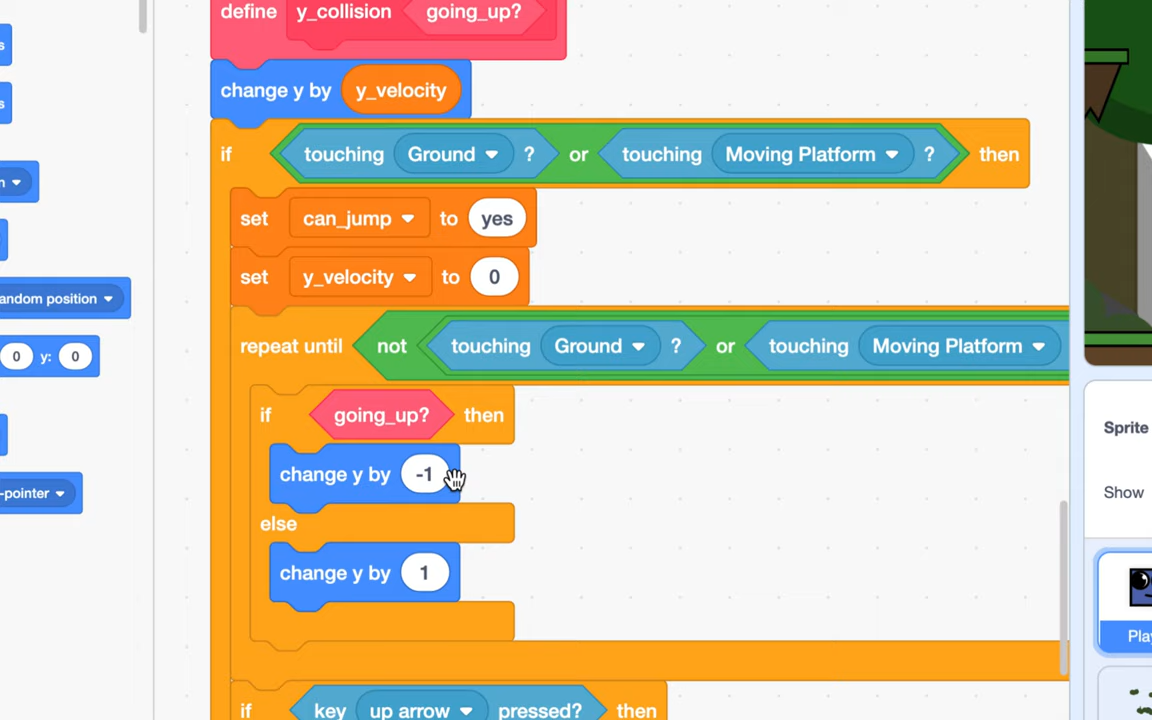 define y_collision going_up?
change y by y_velocity
if touching Ground ? or touching Moving Platform ? then
set can_jump to yes
set y_velocity to 0
andom position
repeat until not touching Ground ? or touching Moving Platform
0 y: 0
if going_up? then
Sprite
change y by -1
Show
-pointer
else
change y by 1
Pla
if key up arrow pressed? then